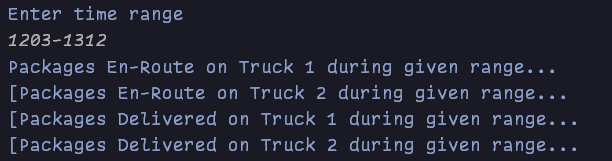 Enter time range
1203-1312
Packages En-Route on Truck 1 during given range...
[Packages En-Route on Truck 2 during given range...
[Packages Delivered on Truck 1 during given range...
[Packages Delivered on Truck 2 during given range...